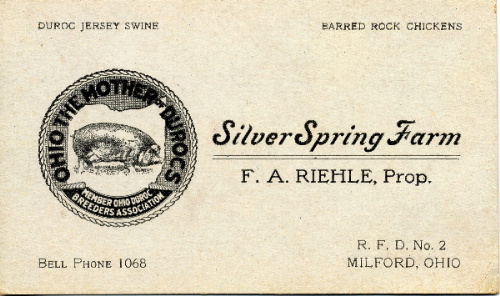 DUROC JERSEY SWINE
BARRED ROCK CHICKENS
OHIO THE MOTHER OF DUROCS
MEMBER OHIO DUROC
BREEDERS ASSOCIATION
Silver Spring Farm
F. A. RIEHLE, Prop.
BELL PHONE 1068
R. F. D. No. 2
MILFORD, OHIO